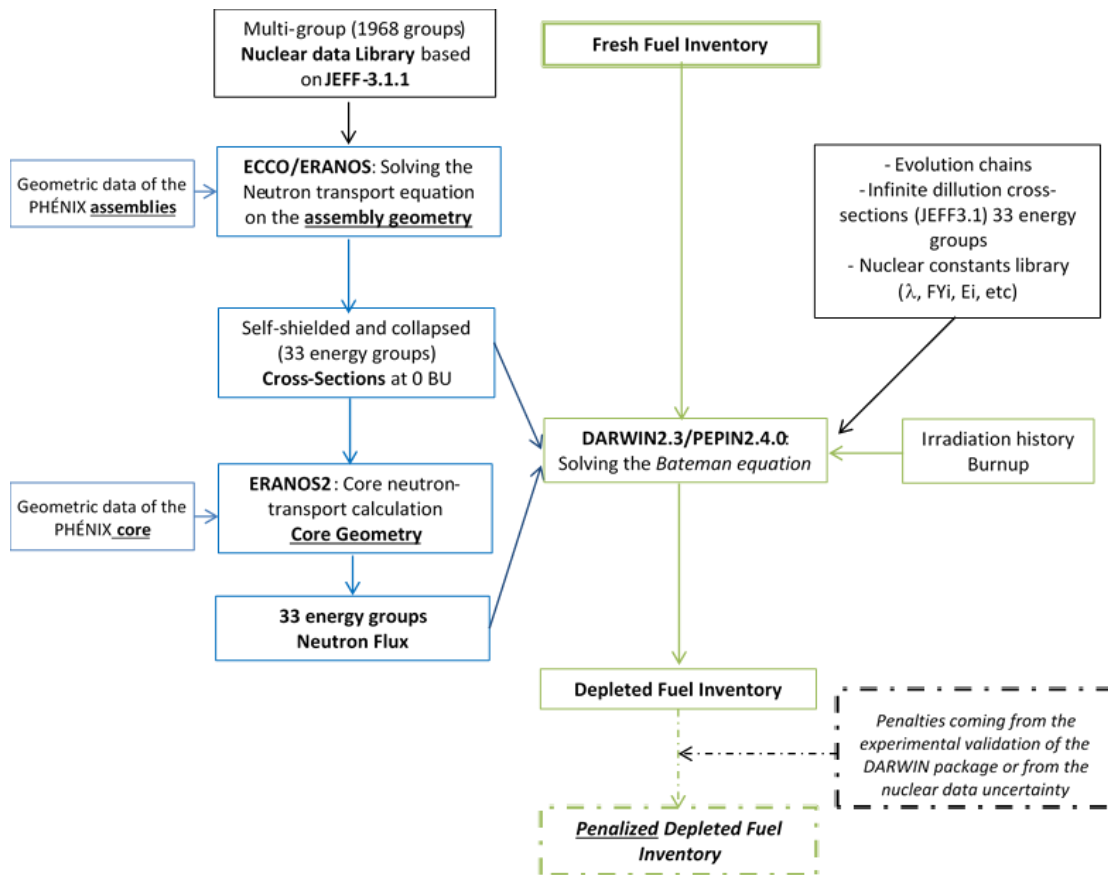 Multi-group (1968 groups)
Nuclear data Library based
on JEFF-3.1.1
Fresh Fuel Inventory
Geometric data of the
PHÉNIX assemblies
ECCO/ERANOS: Solving the
Neutron transport equation
on the assembly geometry
- Evolution chains
- Infinite dillution cross-
sections (JEFF3.1) 33 energy
groups
- Nuclear constants library
(λ, FYi, Ei, etc)
Self-shielded and collapsed
(33 energy groups)
Cross-Sections at 0 BU
DARWIN2.3/PEPIN2.4.0:
Solving the Bateman equation
Irradiation history
Burnup
Geometric data of the
PHÉNIX core
ERANOS2 : Core neutron-
transport calculation
Core Geometry
33 energy groups
Neutron Flux
Depleted Fuel Inventory
Penalties coming from the
experimental validation of the
DARWIN package or from the
nuclear data uncertainty
Penalized Depleted Fuel
Inventory